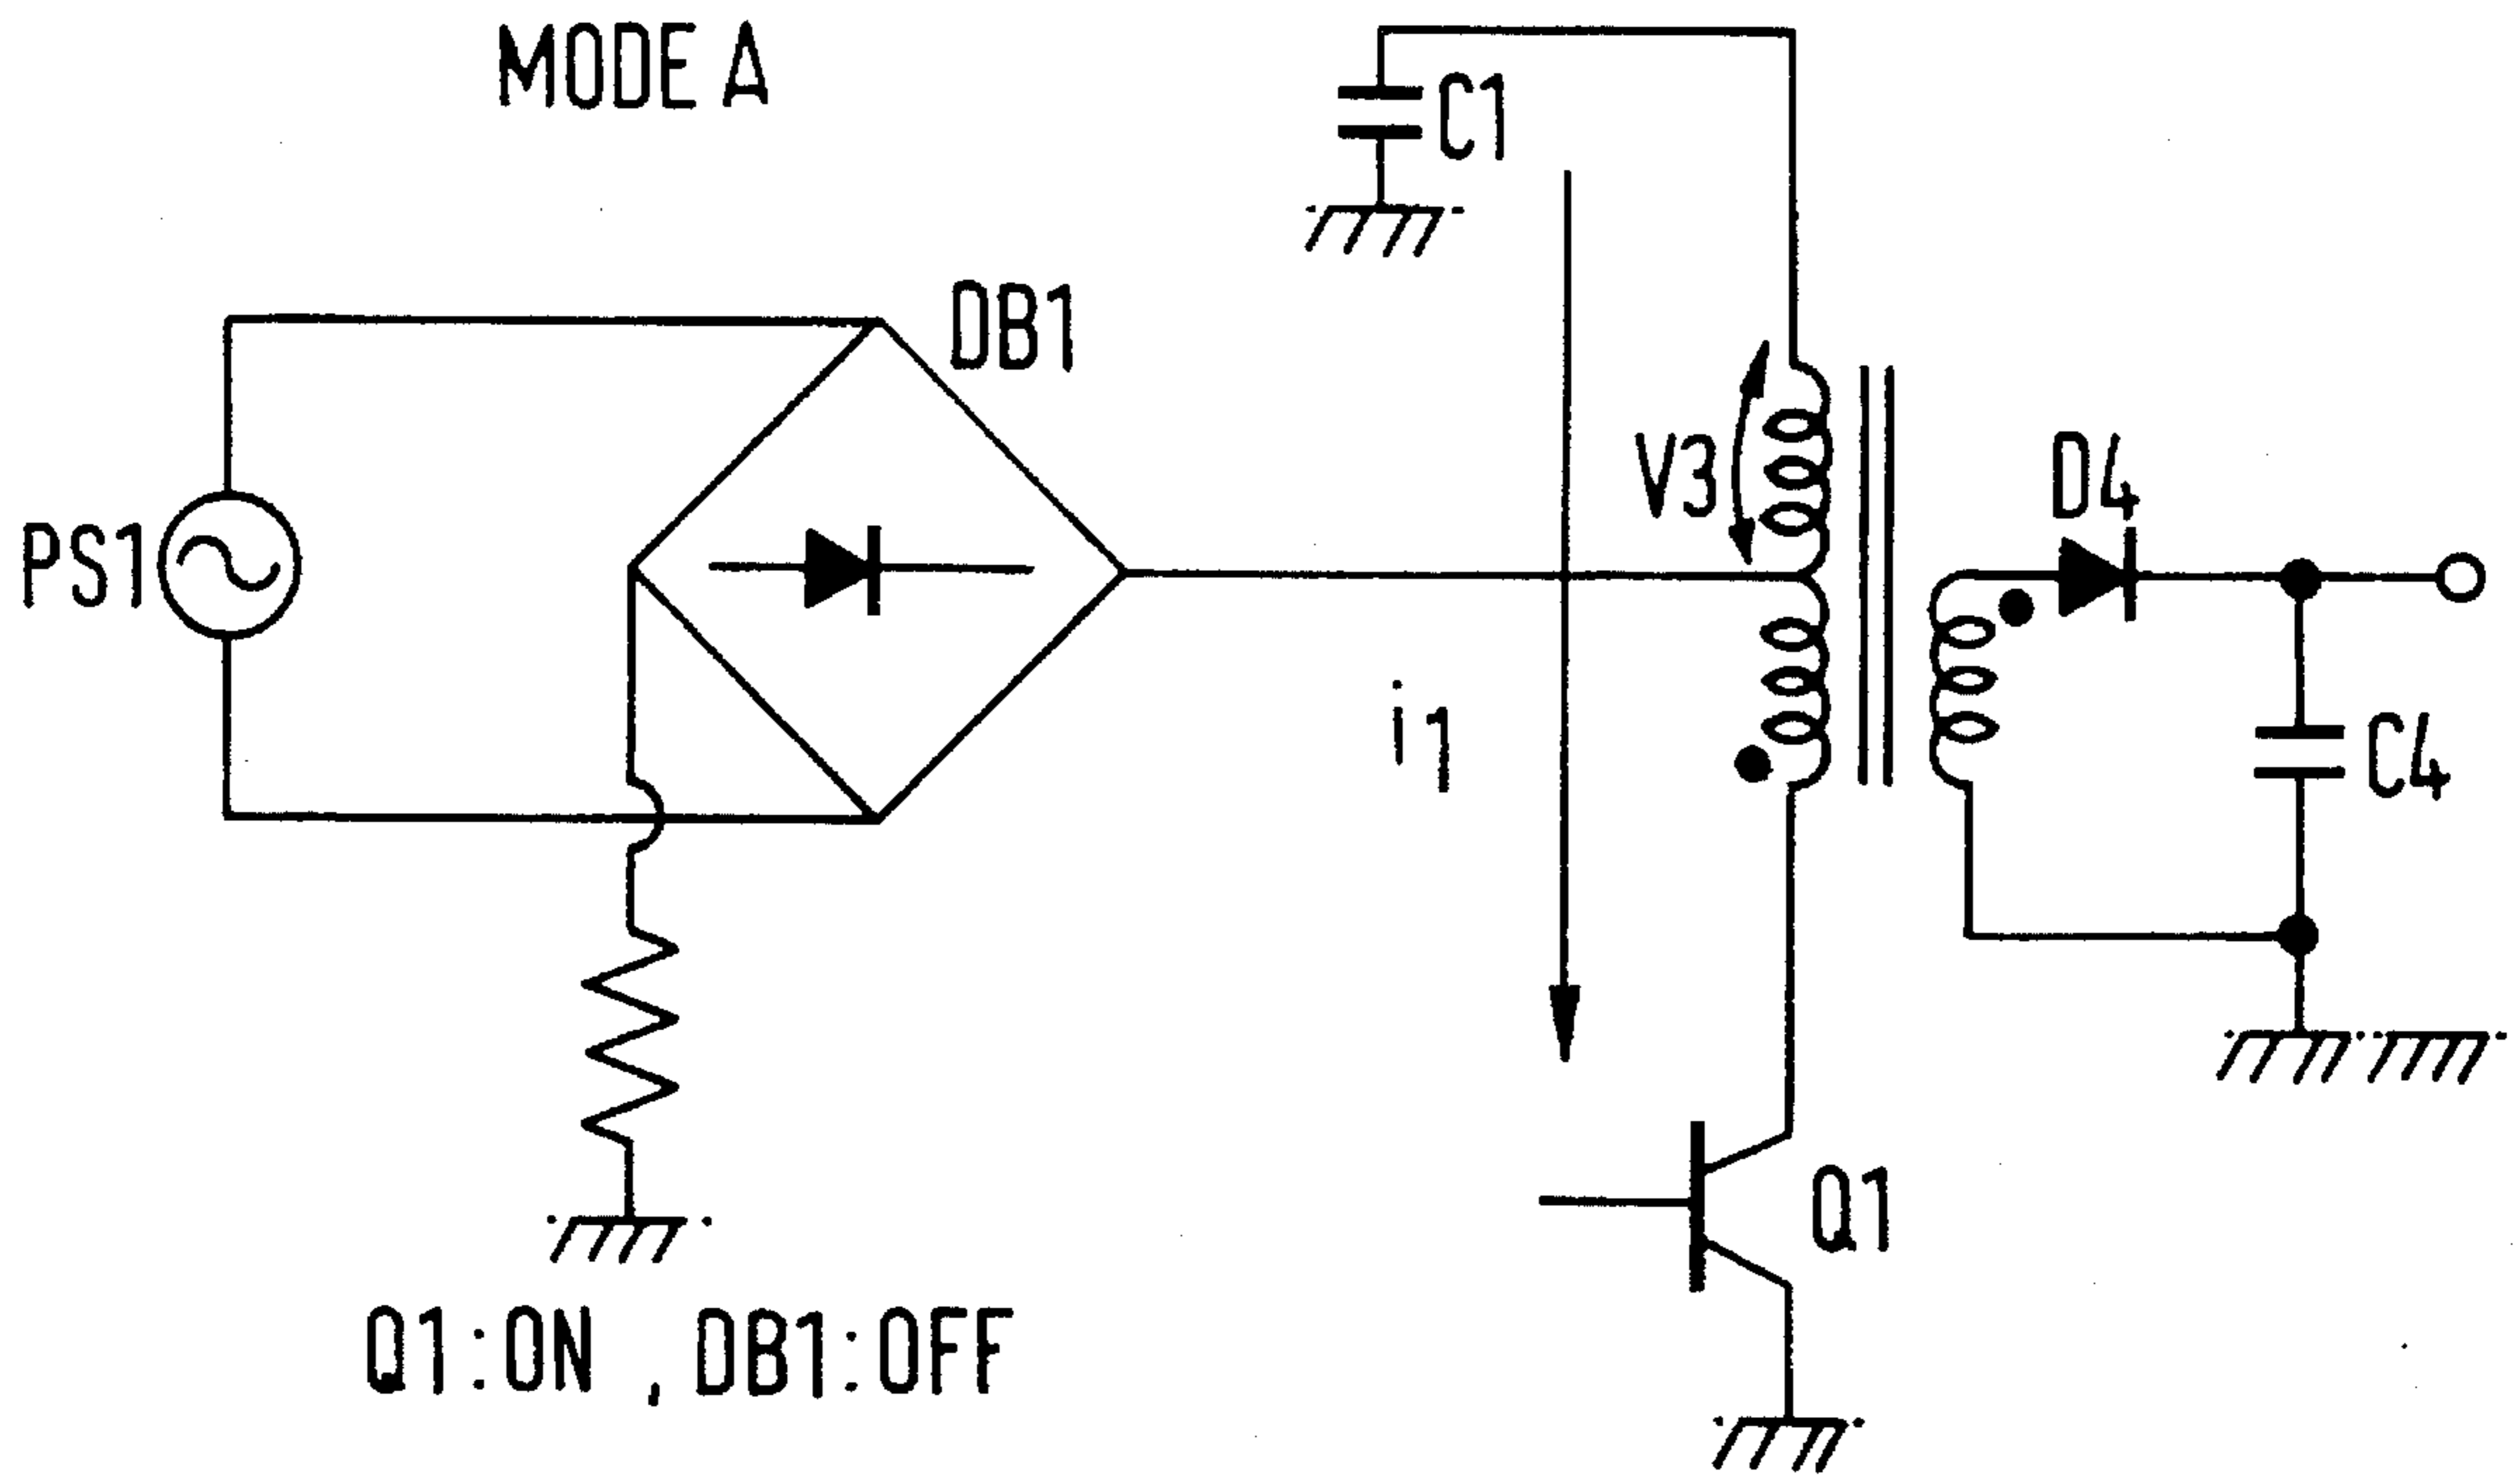 MODE A
C1
DB1
V3
D4
PS1
i1
C4
Q1
Q1:ON , DB1:OFF